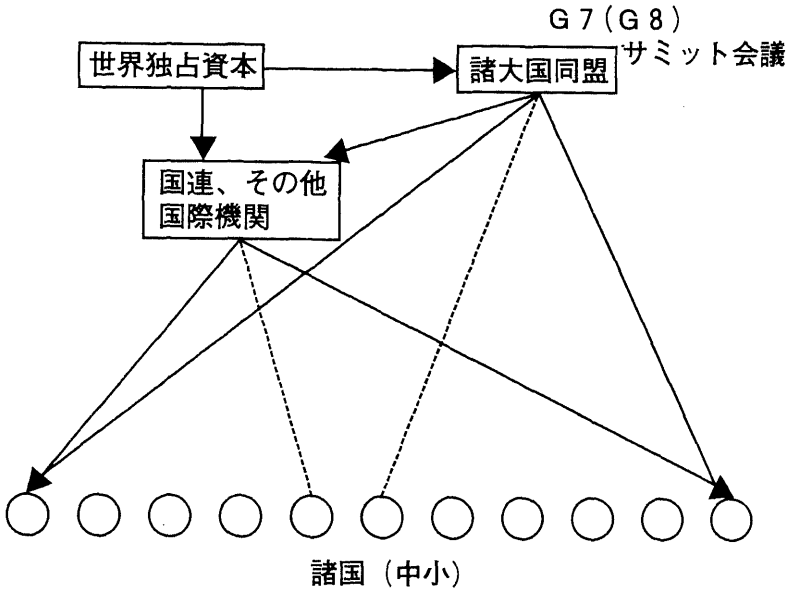 G7(G8)
サミット会議
世界独占資本
諸大国同盟
国連、その他
国際機関
諸国(中小)